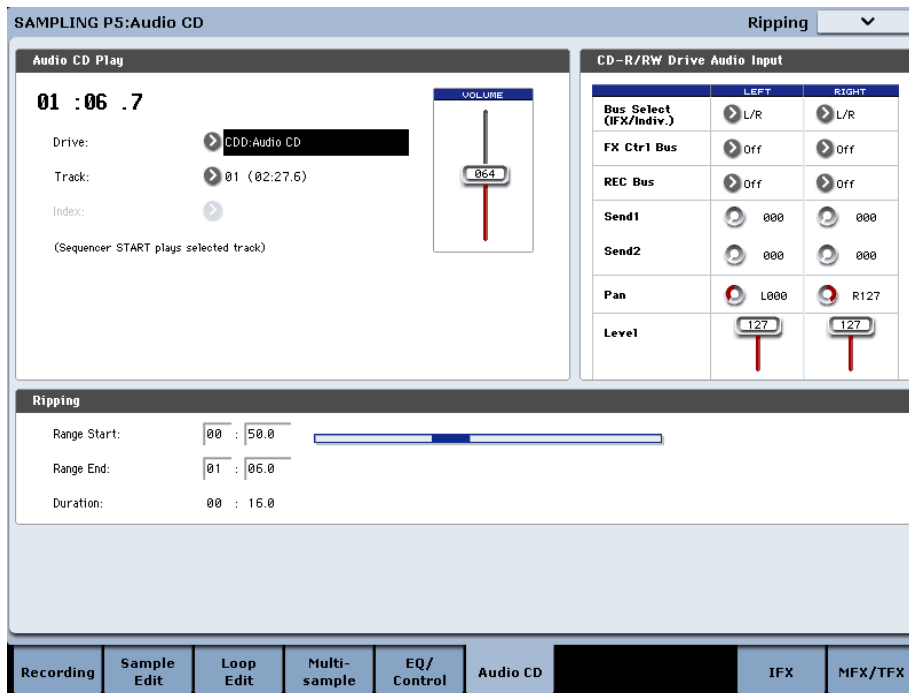 SAMPLING P5:Audio CD Ripping
Audio CD Play
01 :06 .7
VOLUME
Drive: CDD:Audio CD
Track: 01 (02:27.6)
064
Index:
(Sequencer START plays selected track)
CD-R/RW Drive Audio Input
LEFT RIGHT
Bus Select
(IFX/Indiv.) L/R L/R
FX Ctrl Bus Off Off
REC Bus Off Off
Send1 000 000
Send2 000 000
Pan L000 R127
Level 127 127
Ripping
Range Start: 00 : 50.0
Range End: 01 : 06.0
Duration: 00 : 16.0
Recording
Sample
Edit
Loop
Edit
Multi-
sample
EQ/
Control
Audio CD
IFX
MFX/TFX